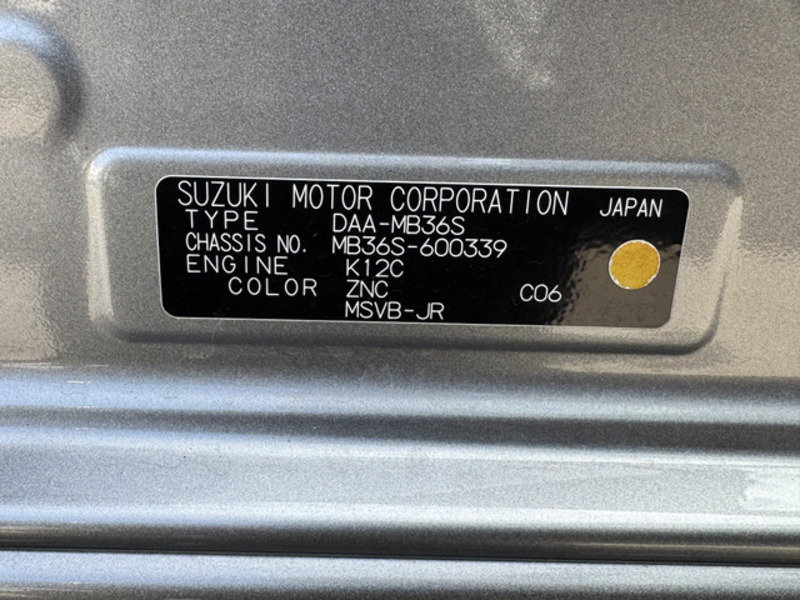 SUZUKI MOTOR CORPORATION JAPAN
TYPE DAA-MB36S
CHASSIS NO. MB36S-600339
ENGINE K12C
COLOR ZNC C06
MSVB-JR